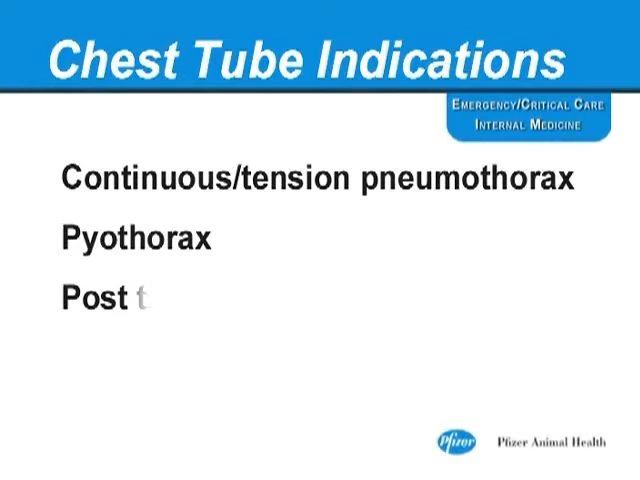 Chest Tube Indications
EMERGENCY/CRITICAL CARE
INTERNAL MEDICINE
Continuous/tension pneumothorax
Pyothorax
Post t
Pfizer
Pfizer Animal Health